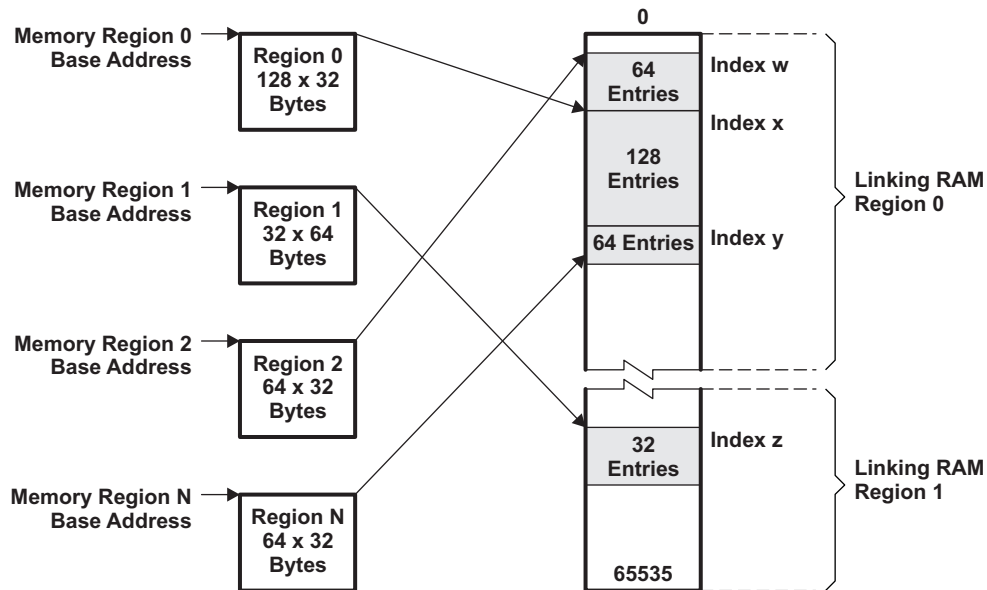 Memory Region 0
Base Address
Region 0
128 x 32
Bytes
Memory Region 1
Base Address
Region 1
32 x 64
Bytes
Memory Region 2
Base Address
Region 2
64 x 32
Bytes
Memory Region N
Base Address
Region N
64 x 32
Bytes
0
64
Entries
Index w
Index x
128
Entries
64 Entries
Index y
Linking RAM
Region 0
32
Entries
Index z
Linking RAM
Region 1
65535